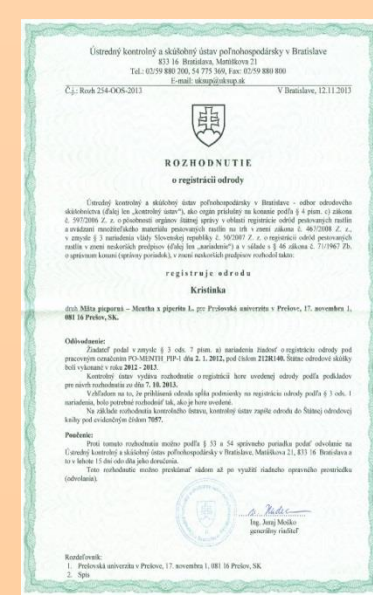 Ústredný kontrolný a skúšobný ústav poľnohospodársky v Bratislave
833 16 Bratislava, Matúškova 21
Tel.: 02/59 880 200, 54 775 369, Fax: 02/59 880 800
E-mail: uksup@uksup.sk
Č.j.: Rozh 254-OOS-2013 V Bratislave, 12.11.2013
ROZHODNUTIE
o registrácii odrody
Ústredný kontrolný a skúšobný ústav poľnohospodársky v Bratislave - odbor odrodového
skúšobníctva (ďalej len „kontrolný ústav“), ako orgán príslušný na konanie podľa § 4 písm. c) zákona
č. 597/2006 Z. z. o pôsobnosti orgánov štátnej správy v oblasti registrácie odrôd pestovaných rastlín
a uvádzaní množiteľského materiálu pestovaných rastlín na trh v znení zákona č. 467/2008 Z. z.,
v zmysle § 3 nariadenia vlády Slovenskej republiky č. 50/2007 Z. z. o registrácii odrôd pestovaných
rastlín v znení neskorších predpisov (ďalej len „nariadenie“) a v súlade s § 46 zákona č. 71/1967 Zb.
o správnom konaní (správny poriadok), v znení neskorších predpisov rozhodol takto:
registruje odrodu
Kristinka
druh Mäta pieporná – Mentha x piperita L. pre Prešovská univerzita v Prešove, 17. novembra 1,
081 16 Prešov, SK.
Odôvodnenie:
Žiadateľ podal v zmysle § 3 ods. 7 písm. a) nariadenia žiadosť o registráciu odrody pod
pracovným označením PO-MENTH PIP-1 dňa 2. 1. 2012, pod číslom 212R140. Štátne odrodové skúšky
boli vykonané v roku 2012 - 2013.
Kontrolný ústav vydáva rozhodnutie o registrácii hore uvedenej odrody podľa podkladov
pre návrh rozhodnutia zo dňa 7. 10. 2013.
Vzhľadom na to, že prihlásená odroda spĺňa podmienky na registráciu odrody podľa § 3 ods. 1
nariadenia, bolo potrebné rozhodnúť tak, ako je hore uvedené.
Na základe rozhodnutia kontrolného ústavu, kontrolný ústav zapíše odrodu do Štátnej odrodovej
knihy pod evidenčným číslom 7057.
Poučenie:
Proti tomuto rozhodnutiu možno podľa § 53 a 54 správneho poriadku podať odvolanie na
Ústredný kontrolný a skúšobný ústav poľnohospodársky v Bratislave, Matúškova 21, 833 16 Bratislava a
to v lehote 15 dní odo dňa jeho doručenia.
Toto rozhodnutie možno preskúmať súdom až po využití riadneho opravného prostriedku
(odvolania).
Ing. Juraj Moško
generálny riaditeľ
Rozdeľovník:
1. Prešovská univerzita v Prešove, 17. novembra 1, 081 16 Prešov, SK
2. Spis